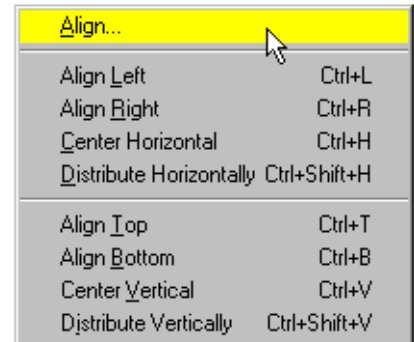 Align...
Align Left Ctrl+L
Align Right Ctrl+R
Center Horizontal Ctrl+H
Distribute Horizontally Ctrl+Shift+H
Align Top Ctrl+T
Align Bottom Ctrl+B
Center Vertical Ctrl+V
Distribute Vertically Ctrl+Shift+V